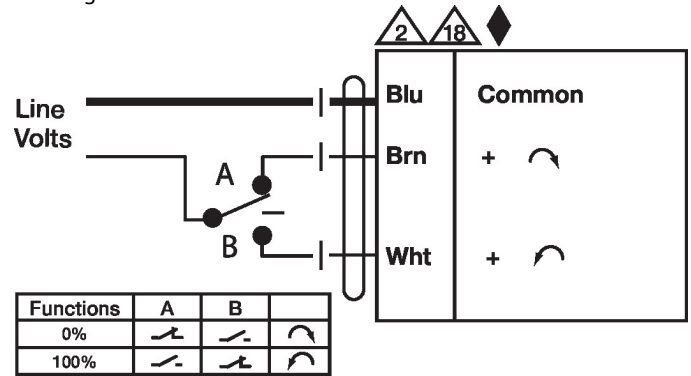 2 18
Line Volts
Blu Common
A Brn +
B Wht +
Functions A B
0%
100%